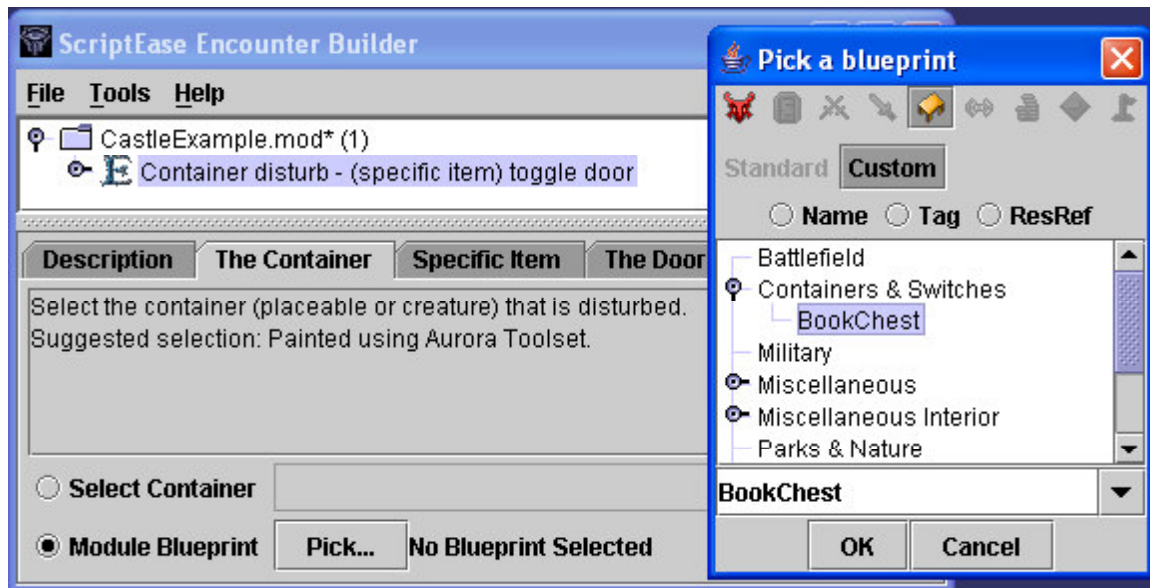 ScriptEase Encounter Builder
File Tools Help
CastleExample.mod* (1)
E Container disturb - (specific item) toggle door
Description The Container Specific Item The Door
Select the container (placeable or creature) that is disturbed.
Suggested selection: Painted using Aurora Toolset.
Select Container
Module Blueprint Pick... No Blueprint Selected
Pick a blueprint
Standard Custom
Name Tag ResRef
Battlefield
Containers & Switches
BookChest
Military
Miscellaneous
Miscellaneous Interior
Parks & Nature
BookChest
OK Cancel